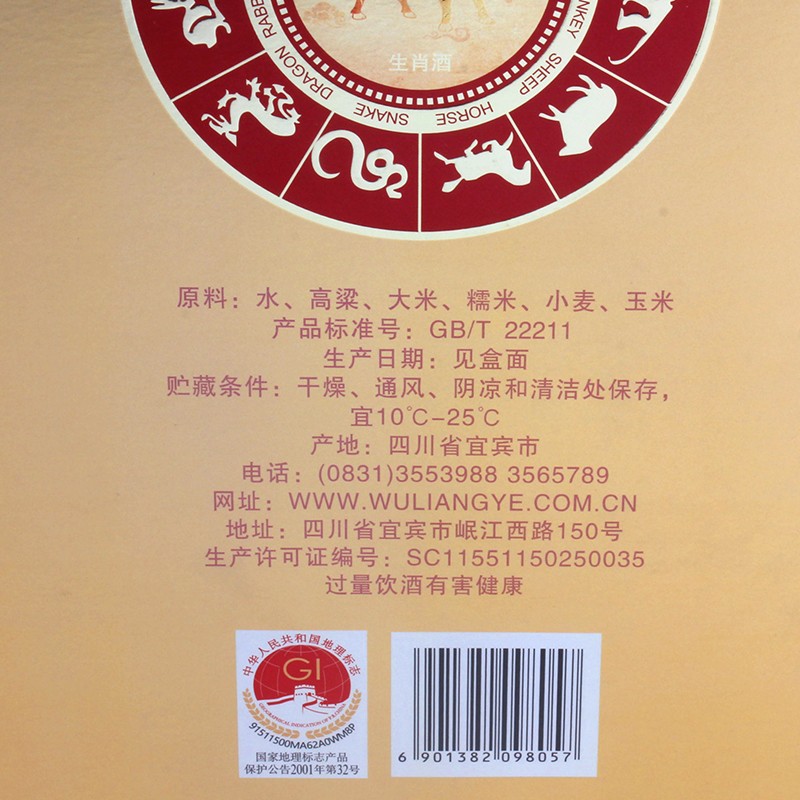 生肖酒
RABB
DRAGON
SNAKE
HORSE
SHEEP
NKEY
原料：水、高粱、大米、糯米、小麦、玉米
产品标准号：GB/T 22211
生产日期：见盒面
贮藏条件：干燥、通风、阴凉和清洁处保存，
宜10℃-25℃
产地：四川省宜宾市
电话：(0831)3553988 3565789
网址：WWW.WULIANGYE.COM.CN
地址：四川省宜宾市岷江西路150号
生产许可证编号：SC11551150250035
过量饮酒有害健康
中华人民共和国地理标志
GI
GEOGRAPHICAL INDICATION OF P.R.CHINA
91511500MA62A0WM8P
国家地理标志产品
保护公告2001年第32号
6 901382 098057